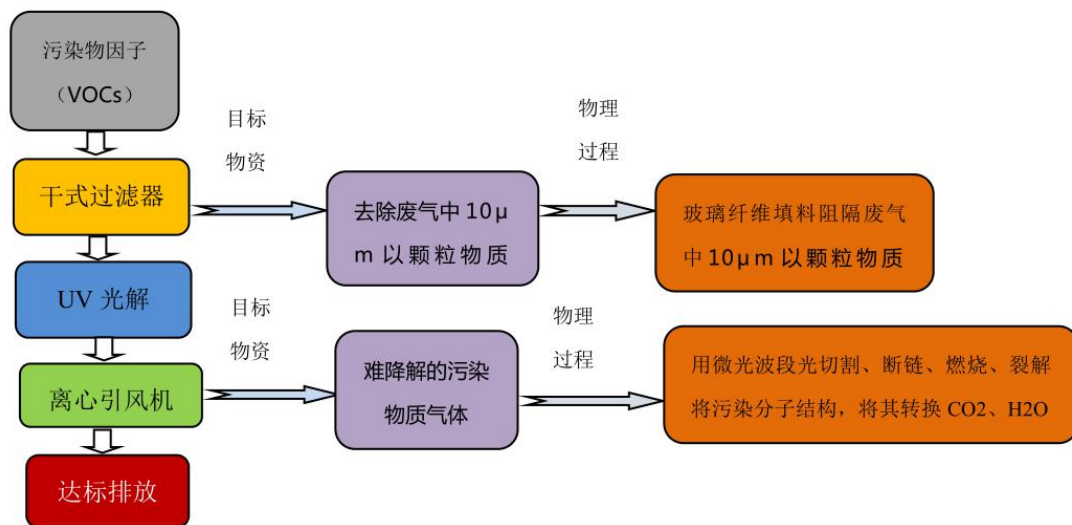 污染物因子
（VOCs）
目标
物资
物理
过程
干式过滤器
去除废气中 10μ
m 以颗粒物质
玻璃纤维填料阻隔废气
中 10μm 以颗粒物质
UV 光解
目标
物资
物理
过程
离心引风机
难降解的污染
物质气体
用微光波段光切割、断链、燃烧、裂解
将污染分子结构，将其转换 CO2、H2O
达标排放